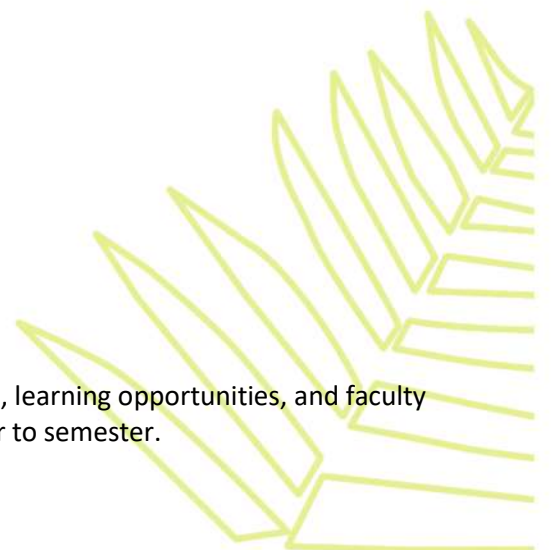 , learning opportunities, and faculty
to semester.